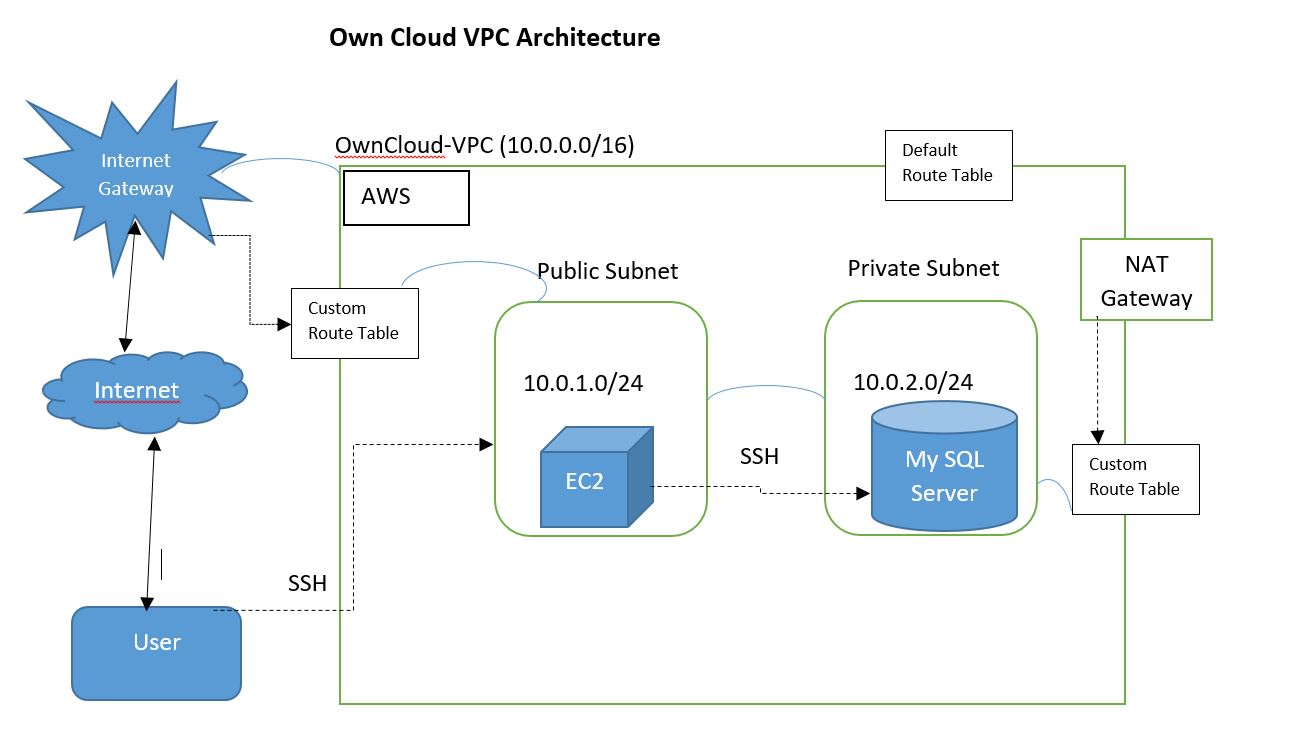 Own Cloud VPC Architecture
Internet
Gateway
OwnCloud-VPC (10.0.0.0/16)
Default
Route Table
AWS
Public Subnet
Private Subnet
NAT
Gateway
Custom
Route Table
Internet
10.0.1.0/24
10.0.2.0/24
EC2
SSH
My SQL
Server
Custom
Route Table
SSH
User